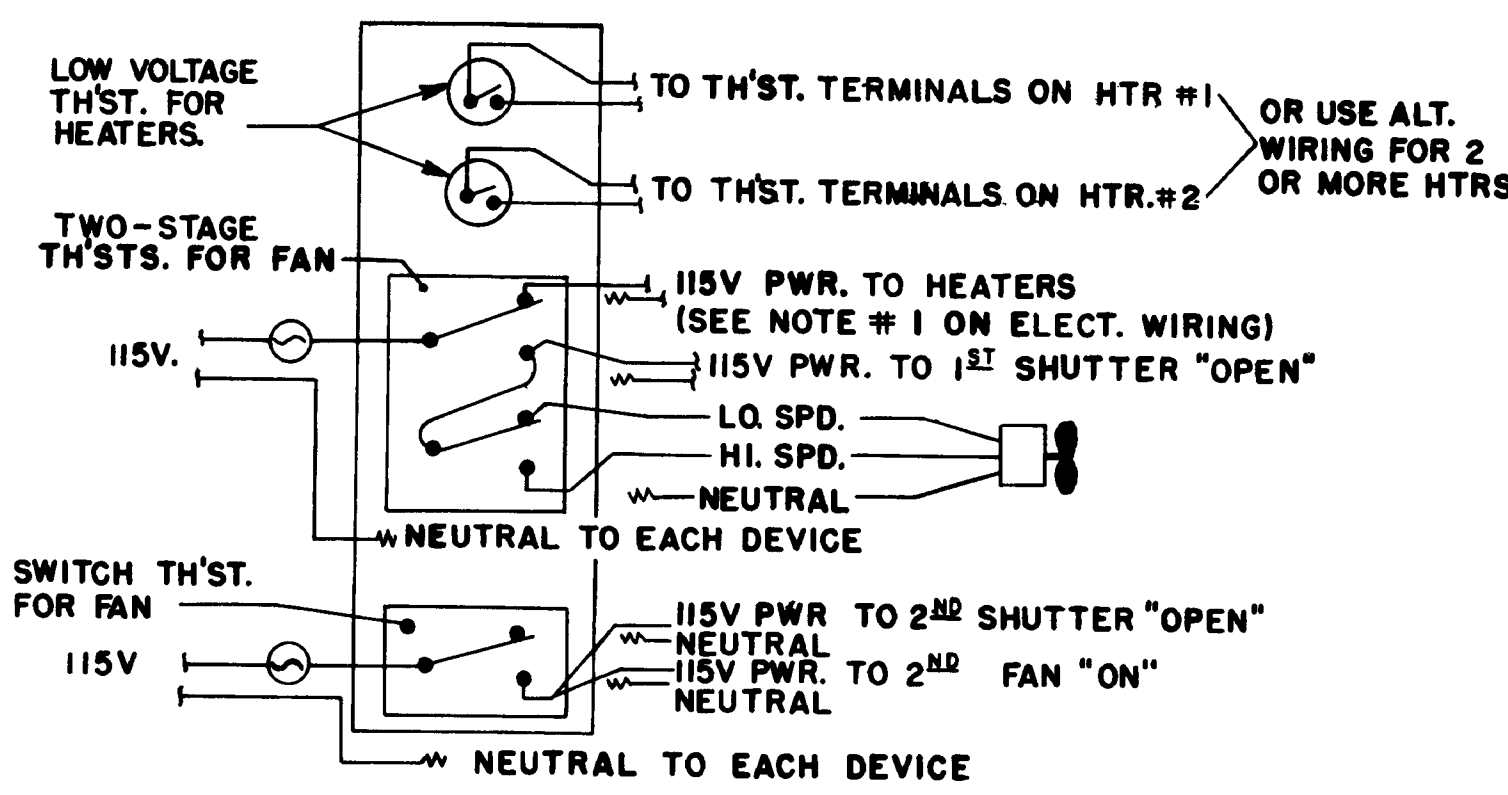 LOW VOLTAGE
TH'ST. FOR
HEATERS.
TO TH'ST. TERMINALS ON HTR #1
OR USE ALT.
WIRING FOR 2
OR MORE HTRS
TO TH'ST. TERMINALS ON HTR.#2
TWO-STAGE
TH'STS. FOR FAN
115V PWR. TO HEATERS
(SEE NOTE # 1 ON ELECT. WIRING)
115V.
115V PWR. TO 1ST SHUTTER "OPEN"
LO. SPD.
HI. SPD.
NEUTRAL
NEUTRAL TO EACH DEVICE
SWITCH TH'ST.
FOR FAN
115V PWR TO 2ND SHUTTER "OPEN"
NEUTRAL
115V
115V PWR. TO 2ND FAN "ON"
NEUTRAL
NEUTRAL TO EACH DEVICE